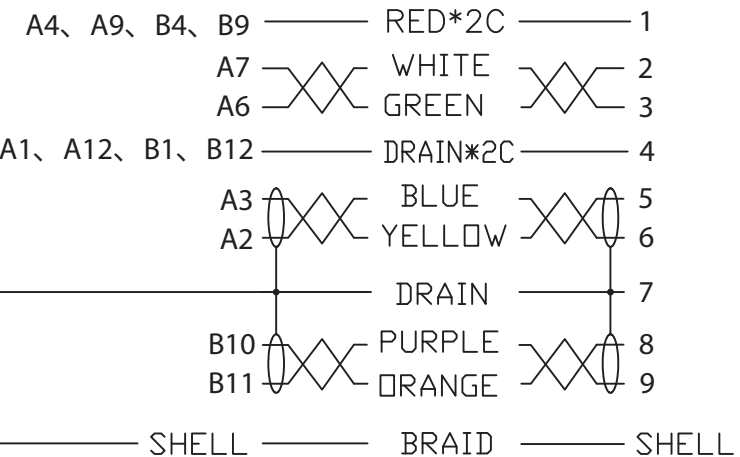 A4、A9、B4、B9 RED*2C 1
A7 WHITE 2
A6 GREEN 3
A1、A12、B1、B12 DRAIN*2C 4
A3 BLUE 5
A2 YELLOW 6
DRAIN 7
B10 PURPLE 8
B11 ORANGE 9
SHELL BRAID SHELL